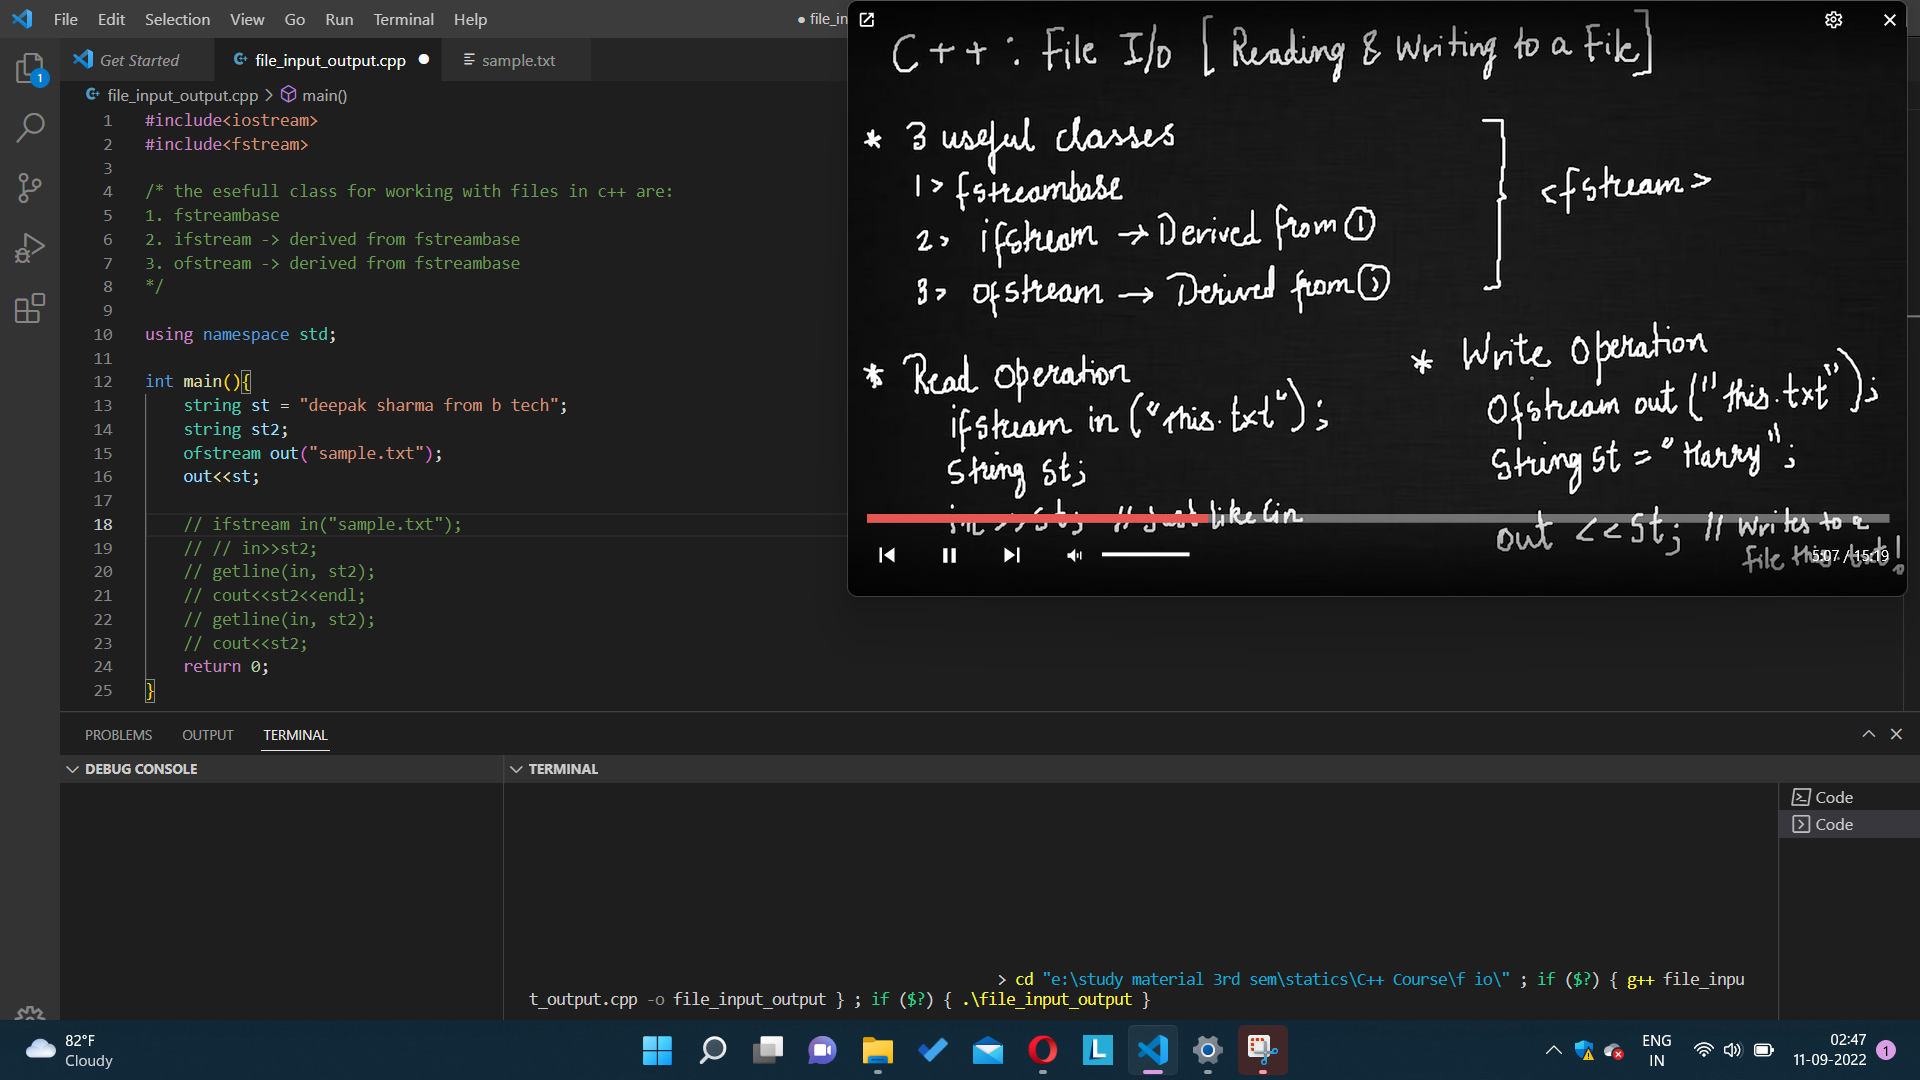 File Edit Selection View Go Run Terminal Help ● file_in
Get Started file_input_output.cpp ● sample.txt
file_input_output.cpp > main()
1 #include<iostream>
2 #include<fstream>
3
4 /* the esefull class for working with files in c++ are:
5 1. fstreambase
6 2. ifstream -> derived from fstreambase
7 3. ofstream -> derived from fstreambase
8 */
9
10 using namespace std;
11
12 int main(){
13 string st = "deepak sharma from b tech";
14 string st2;
15 ofstream out("sample.txt");
16 out<<st;
17
18 // ifstream in("sample.txt");
19 // // in>>st2;
20 // getline(in, st2);
21 // cout<<st2<<endl;
22 // getline(in, st2);
23 // cout<<st2;
24 return 0;
25 }
C++ : File I/o [Reading & Writing to a File]
* 3 useful classes
1> fstreambase
2> ifstream → Derived from ①
3> ofstream → Derived from ①
<fstream>
* Read Operation
ifstream in ("this.txt");
String st;
in >> st; // Just like Cin
* Write Operation
Ofstream out ("this.txt");
String st = "Harry";
out <<st; // Writes to a
file this.txt!
5:07 / 15:19
PROBLEMS OUTPUT TERMINAL
DEBUG CONSOLE
TERMINAL
> cd "e:\study material 3rd sem\statics\C++ Course\f io\" ; if ($?) { g++ file_inpu
t_output.cpp -o file_input_output } ; if ($?) { .\file_input_output }
Code
Code
1
82°F
Cloudy
L
ENG
IN
02:47
11-09-2022
1